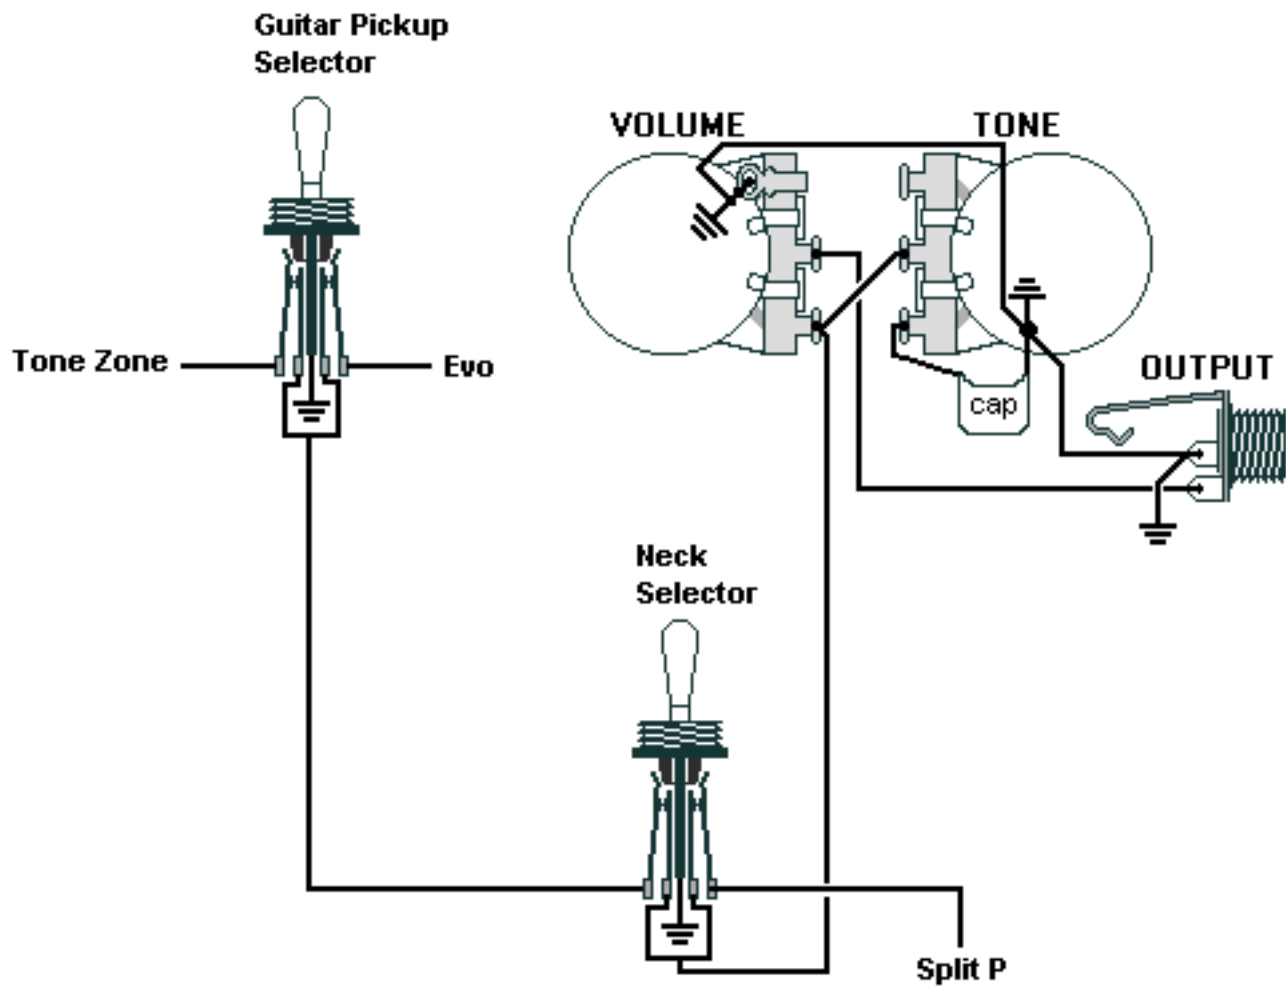 Guitar Pickup
Selector
VOLUME
TONE
Tone Zone
Evo
OUTPUT
cap
Neck
Selector
Split P